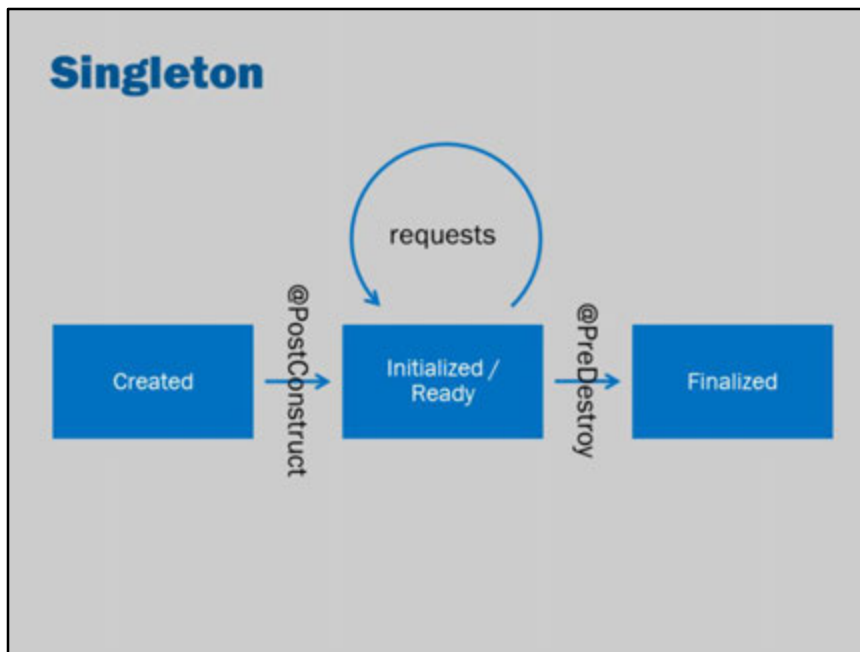 Singleton
requests
@PostConstruct
@PreDestroy
Created
Initialized /
Ready
Finalized